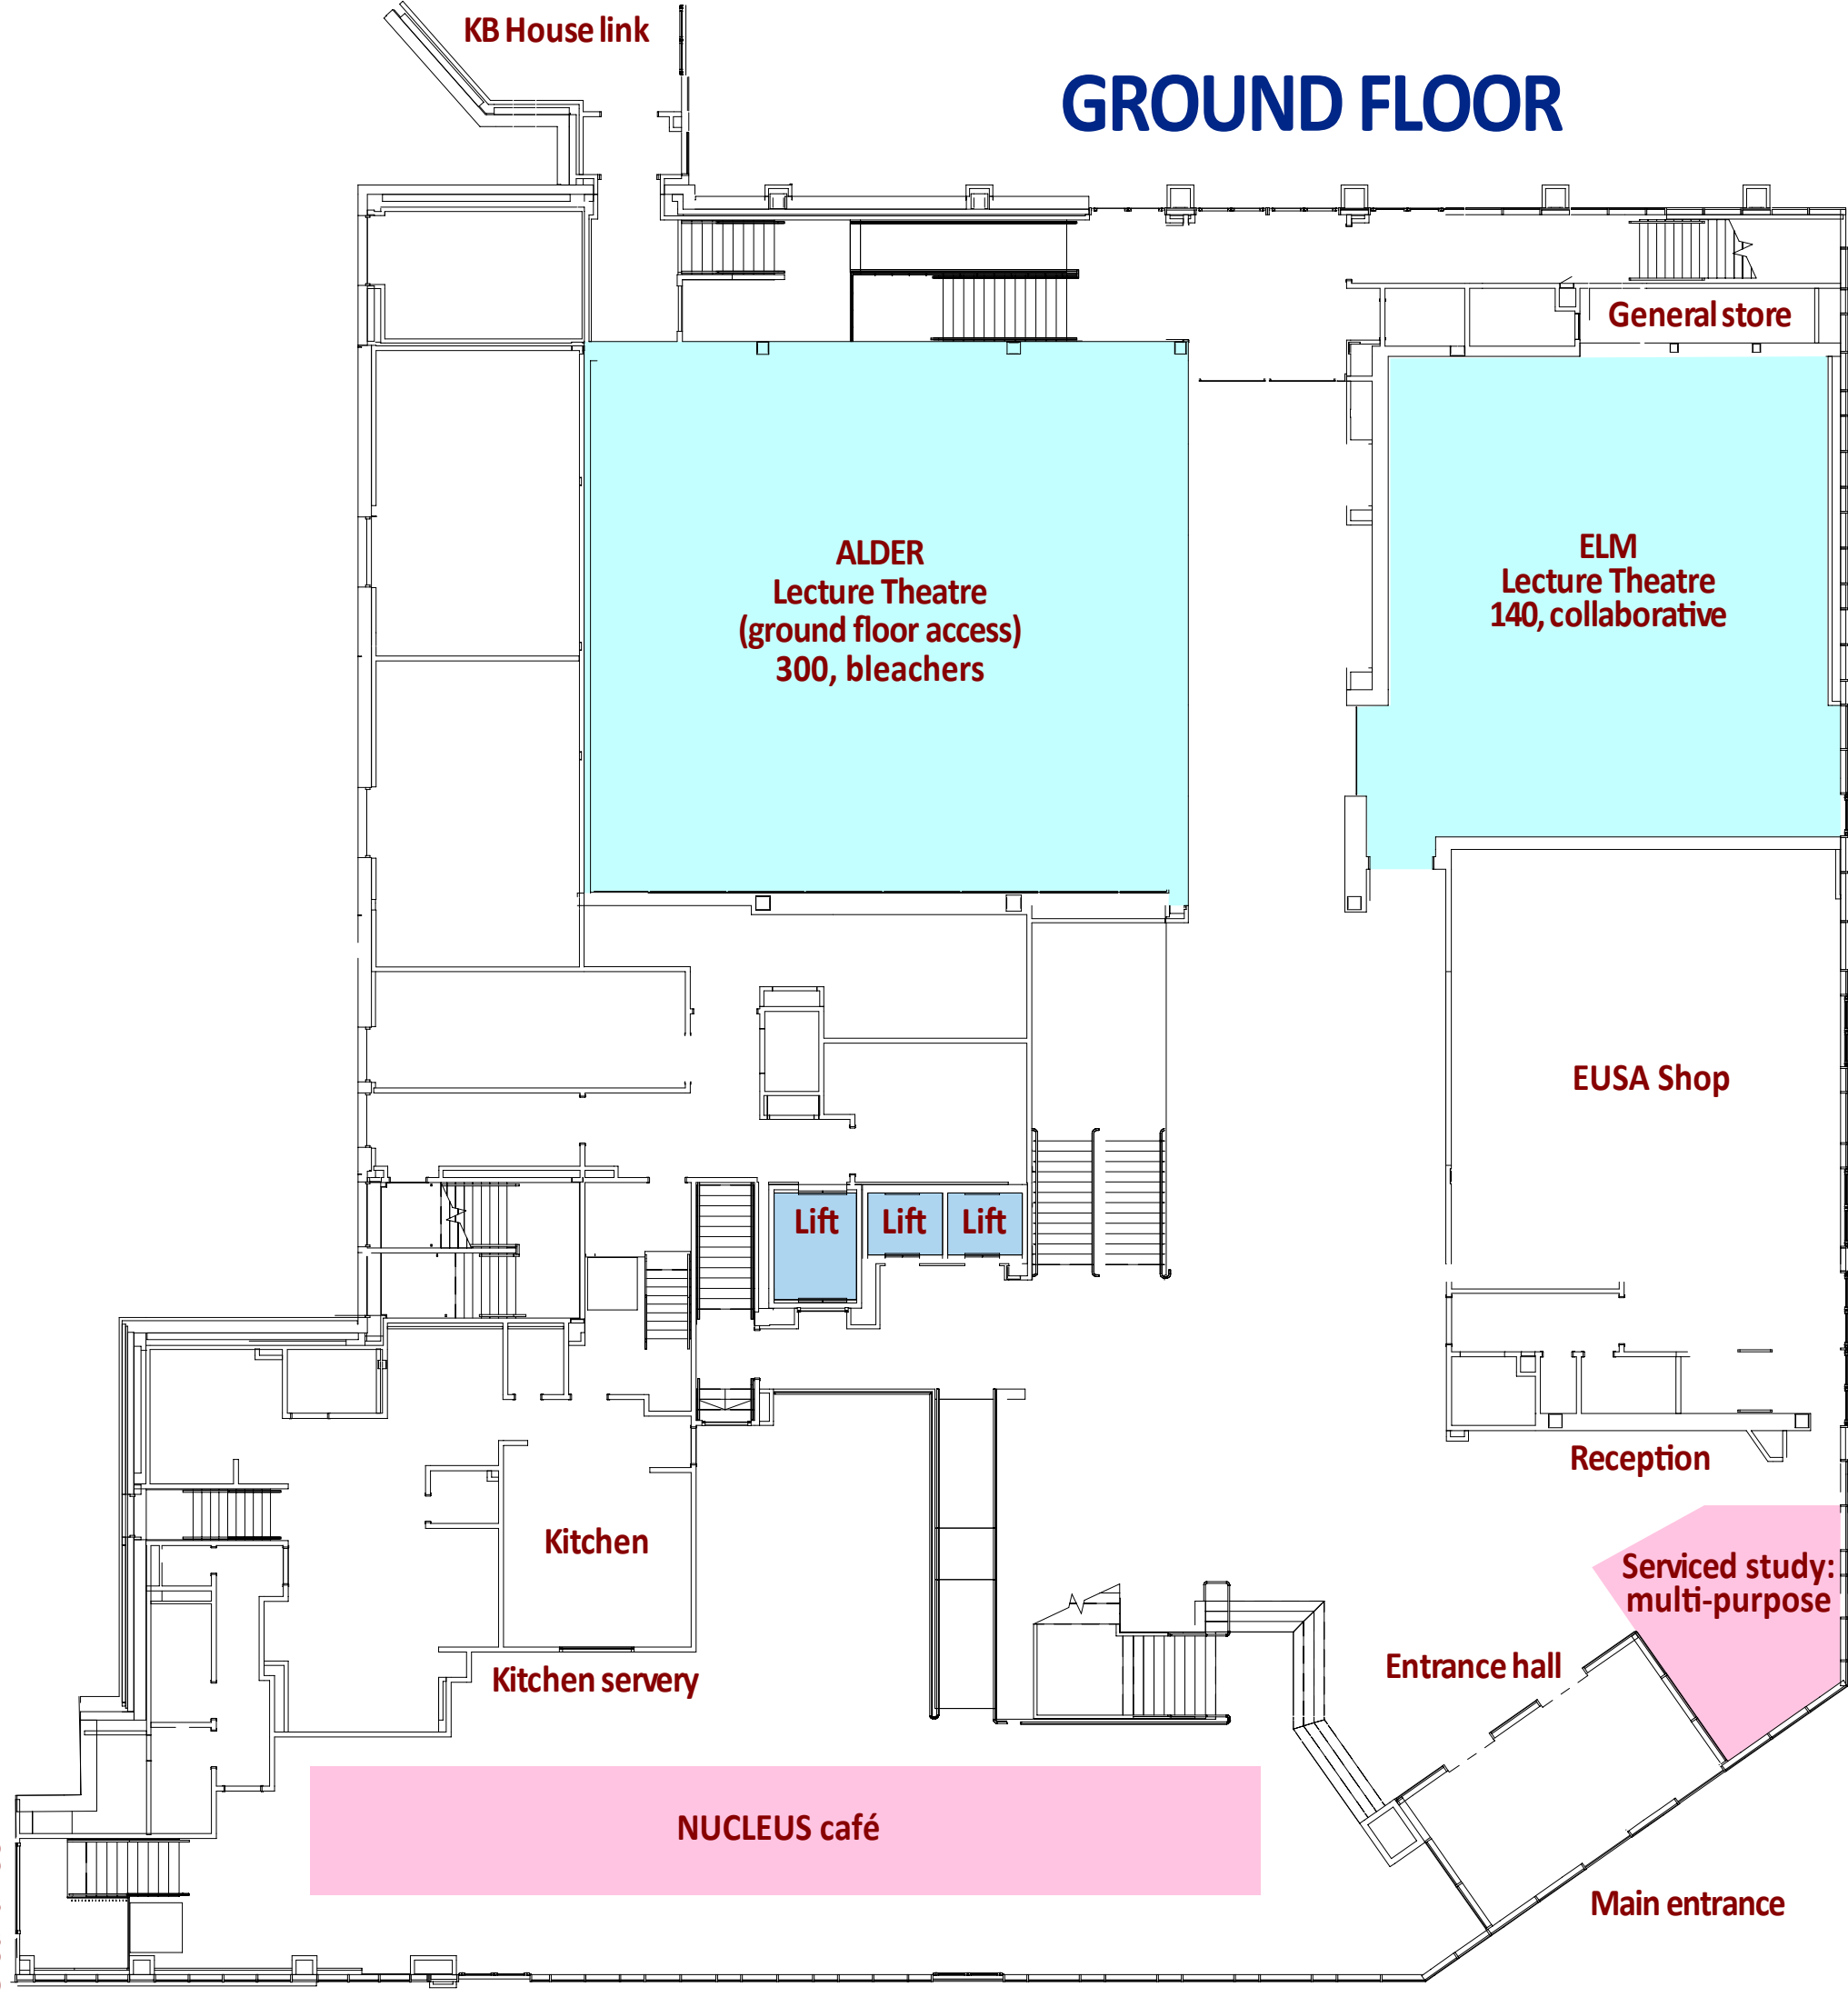 KB House link
GROUND FLOOR
General store
ALDER
Lecture Theatre
(ground floor access)
300, bleachers
ELM
Lecture Theatre
140, collaborative
EUSA Shop
Lift
Lift
Lift
Reception
Kitchen
Serviced study:
multi-purpose
Entrance hall
Kitchen servery
NUCLEUS café
Main entrance